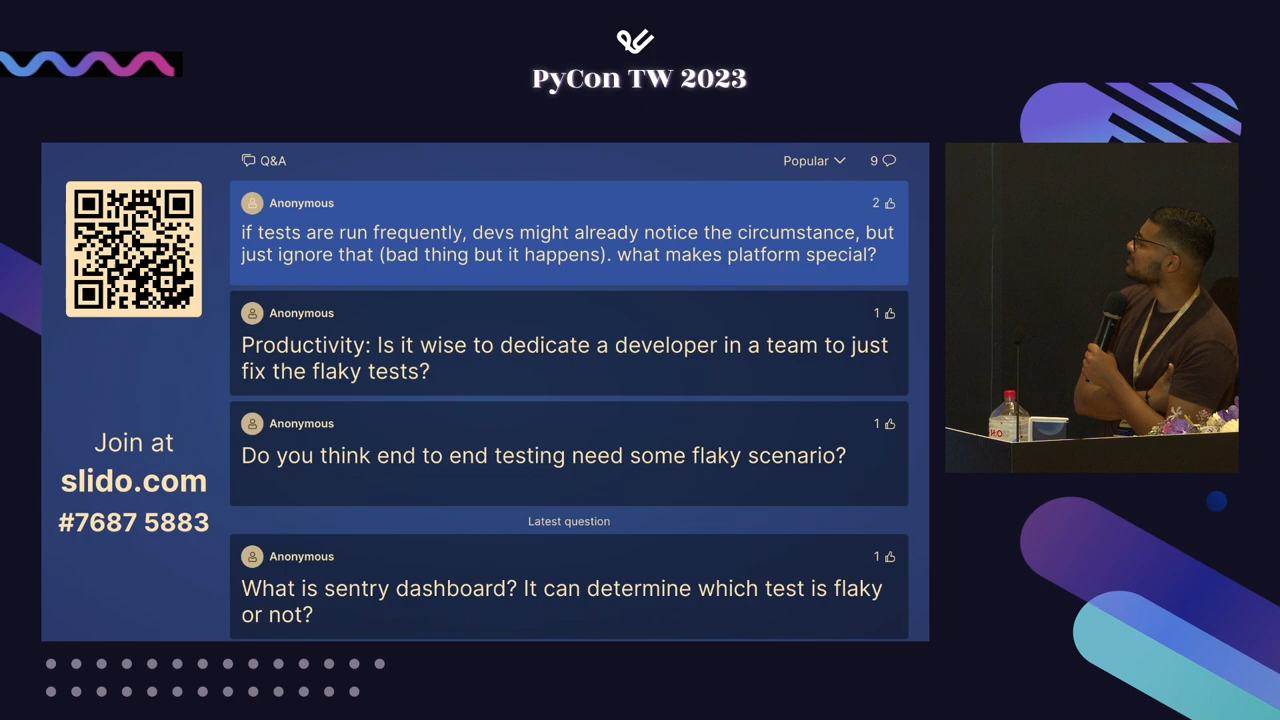 PyCon TW 2023
Q&A
Popular
9
Anonymous
2
if tests are run frequently, devs might already notice the circumstance, but
just ignore that (bad thing but it happens). what makes platform special?
Anonymous
1
Productivity: Is it wise to dedicate a developer in a team to just
fix the flaky tests?
Anonymous
1
Do you think end to end testing need some flaky scenario?
Latest question
Anonymous
1
What is sentry dashboard? It can determine which test is flaky
or not?
Join at
slido.com
#7687 5883